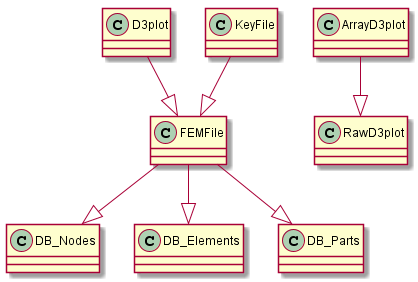 C D3plot
C KeyFile
C ArrayD3plot
C FEMFile
C RawD3plot
C DB_Nodes
C DB_Elements
C DB_Parts